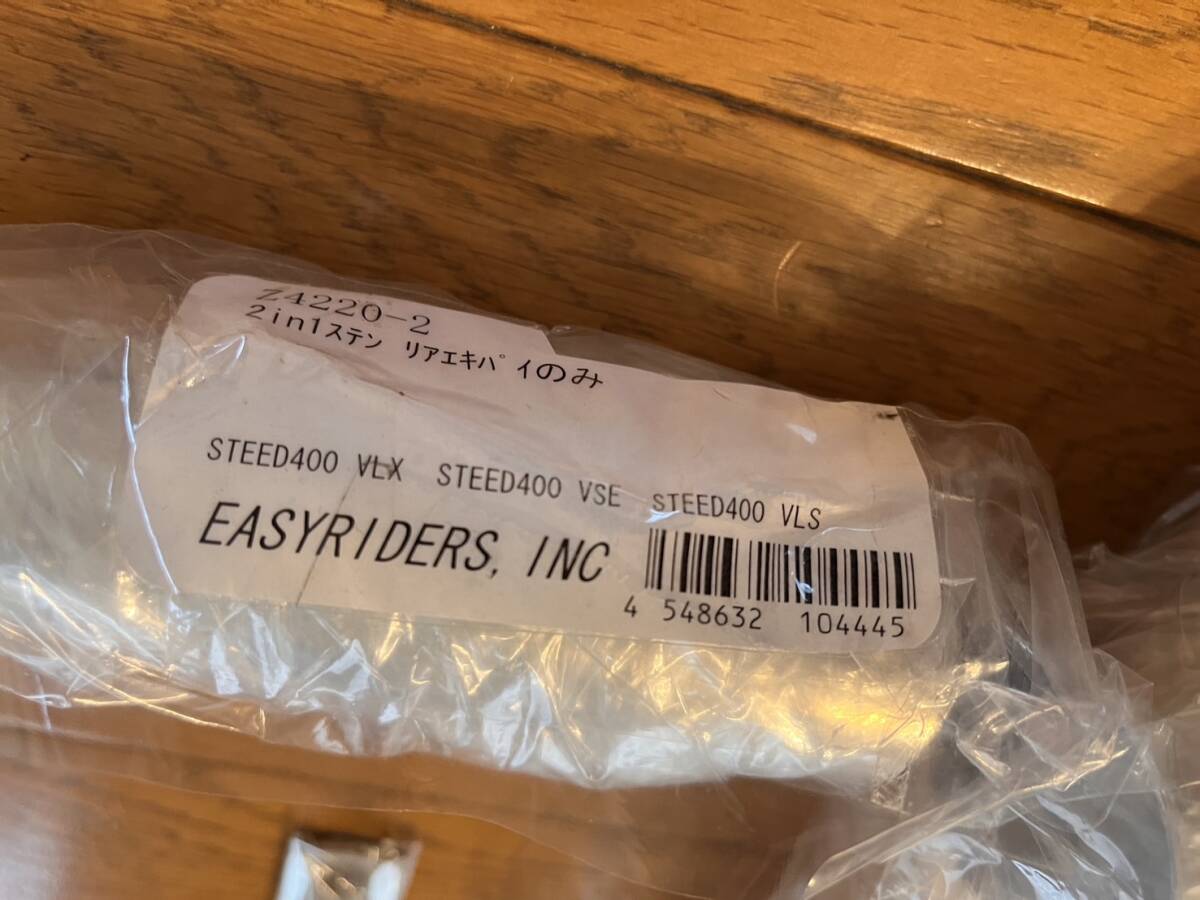 Z4220-2
2in1ステン リアエキパイのみ
STEED400 VLX STEED400 VSE STEED400 VLS
EASYRIDERS, INC
4 548632 104445